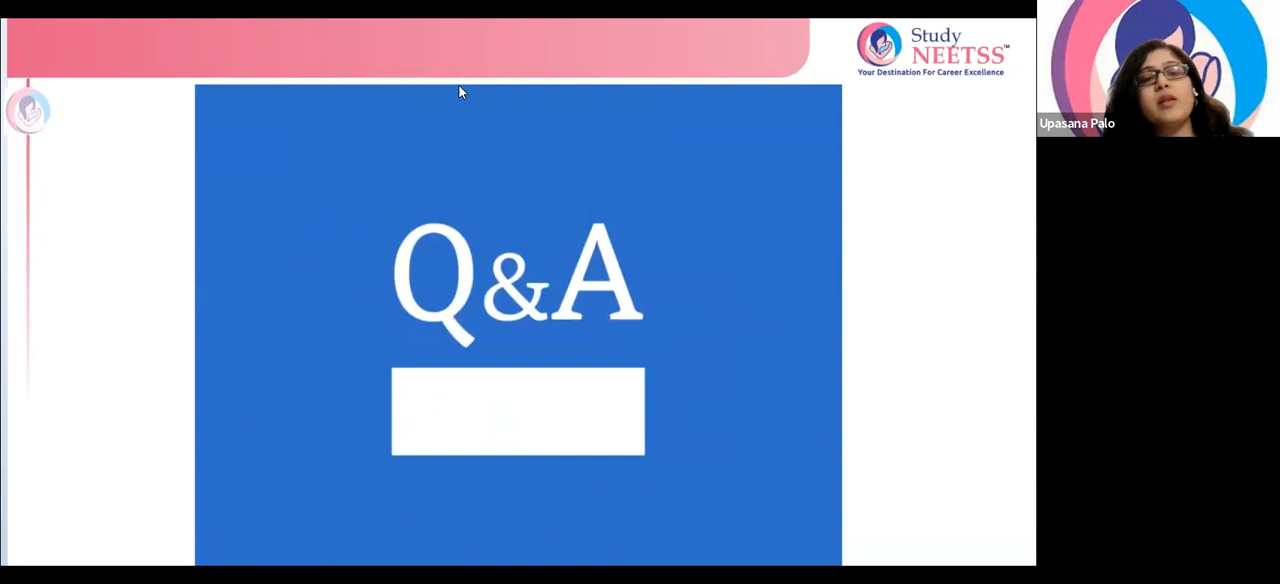 Study
NEETSS™
Your Destination For Career Excellence
Upasana Palo
Q&A